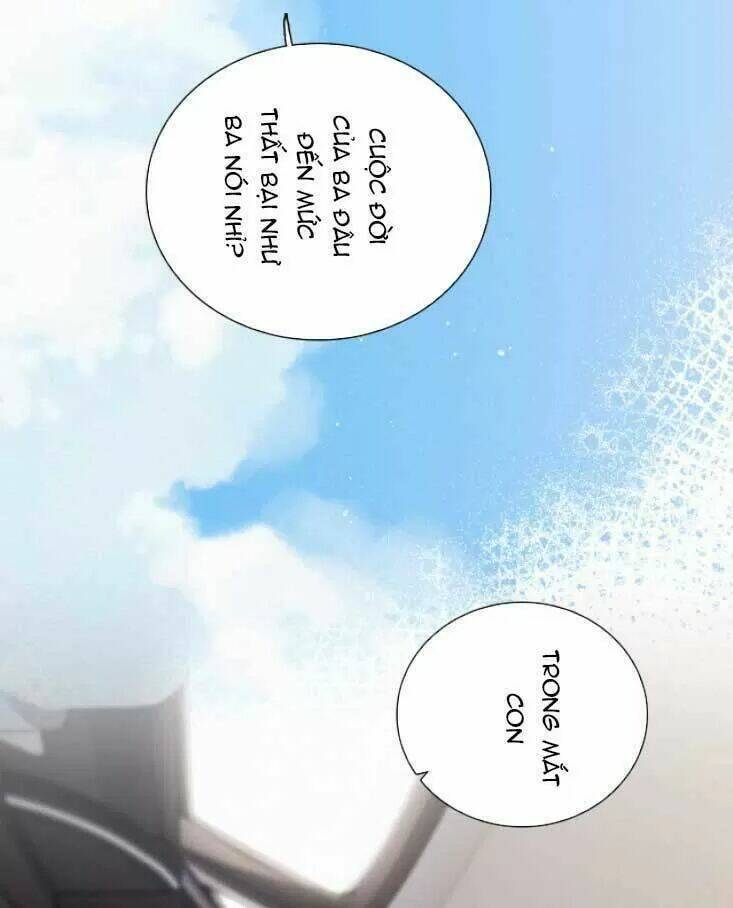 CUỘC ĐỜI
CỦA BA ĐÂU
ĐẾN MỨC
THẤT BẠI NHƯ
BA NÓI NHỈ?
TRONG MẮT
CON